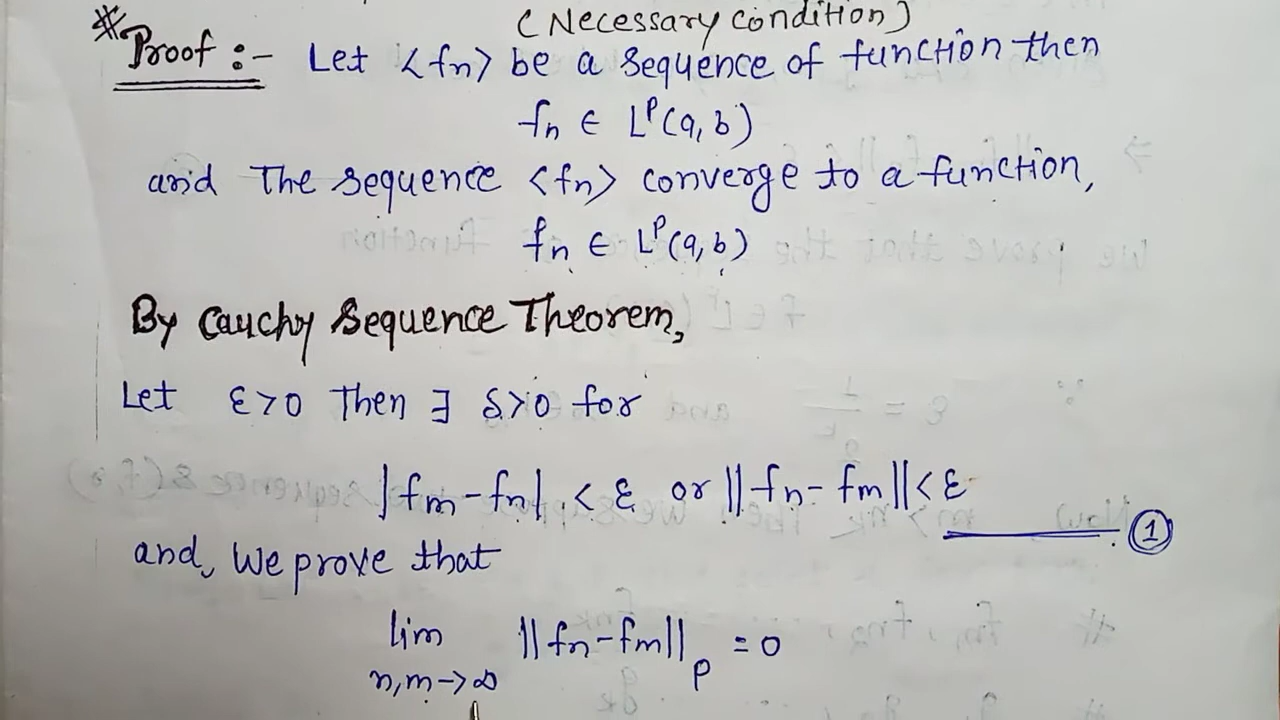 (Necessary condition)
# Proof :- Let <fn> be a sequence of function then
fn ∈ L^p(a,b)
and The sequence <fn> converge to a function,
fn ∈ L^p(a,b)
By Cauchy Sequence Theorem,
Let ε>0 Then ∃ δ>0 for
|fm-fn| < ε or ||fn-fm||<ε
①
and, We prove that
lim ||fn-fm||p = 0
n,m→∞